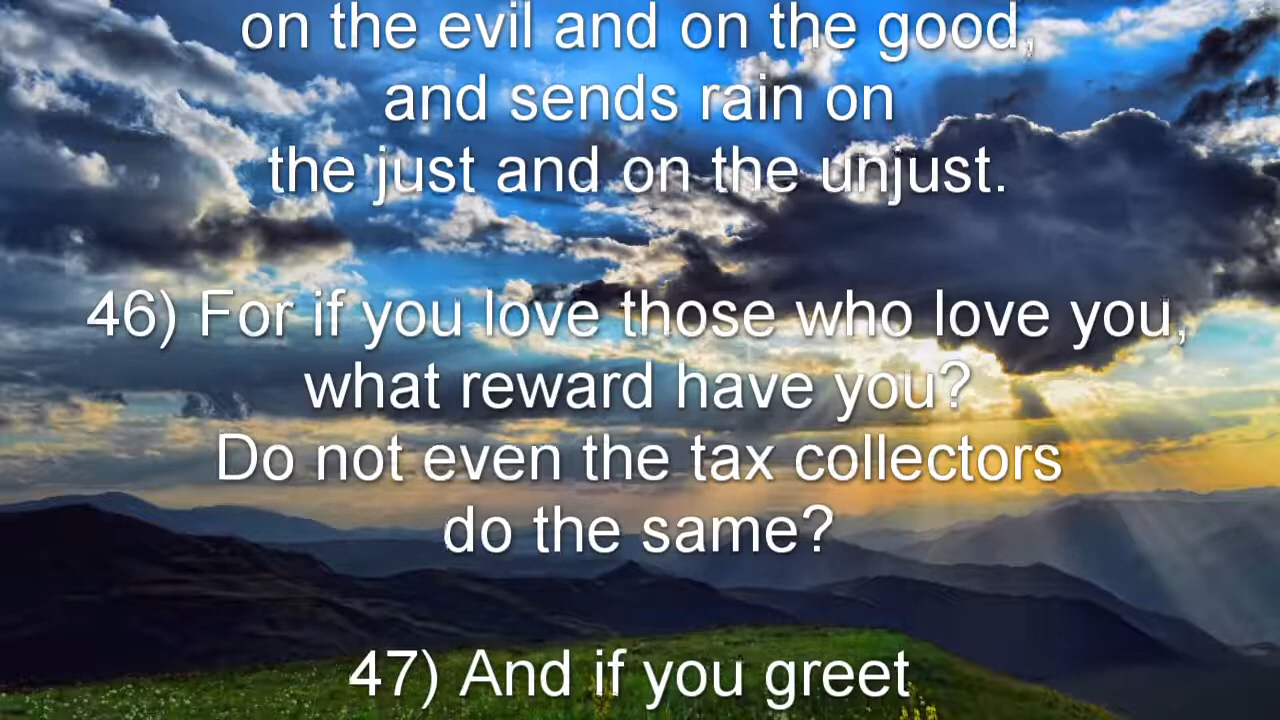 on the evil and on the good,
and sends rain on
the just and on the unjust.
46) For if you love those who love you,
what reward have you?
Do not even the tax collectors
do the same?
47) And if you greet